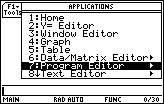 F1▾
Tools
APPLICATIONS
1:Home
2:Y= Editor
3:Window Editor
4:Graph
5:Table
6:Data/Matrix Editor ▸
7:Program Editor ▸
8↓Text Editor ▸
MAIN RAD AUTO FUNC 0/30